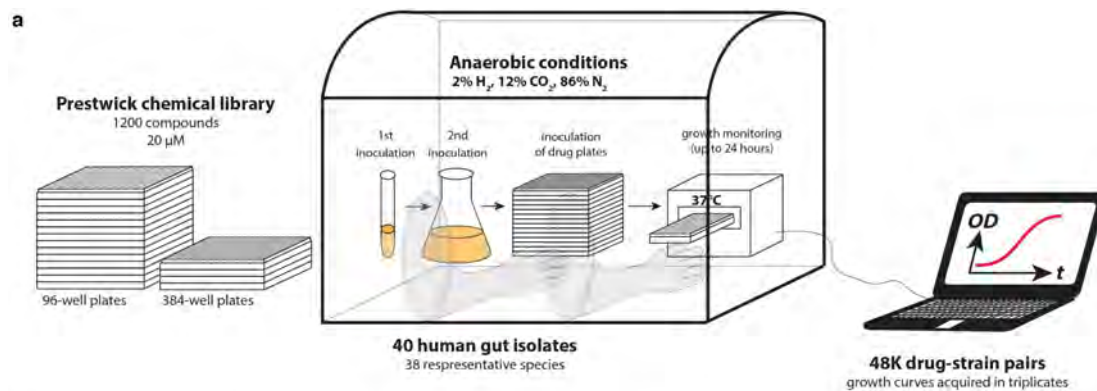 a
Prestwick chemical library
1200 compounds
20 µM
96-well plates
384-well plates
Anaerobic conditions
2% H₂, 12% CO₂, 86% N₂
1st
inoculation
2nd
inoculation
inoculation
of drug plates
growth monitoring
(up to 24 hours)
37°C
40 human gut isolates
38 respresentative species
OD
t
48K drug-strain pairs
growth curves acquired in triplicates